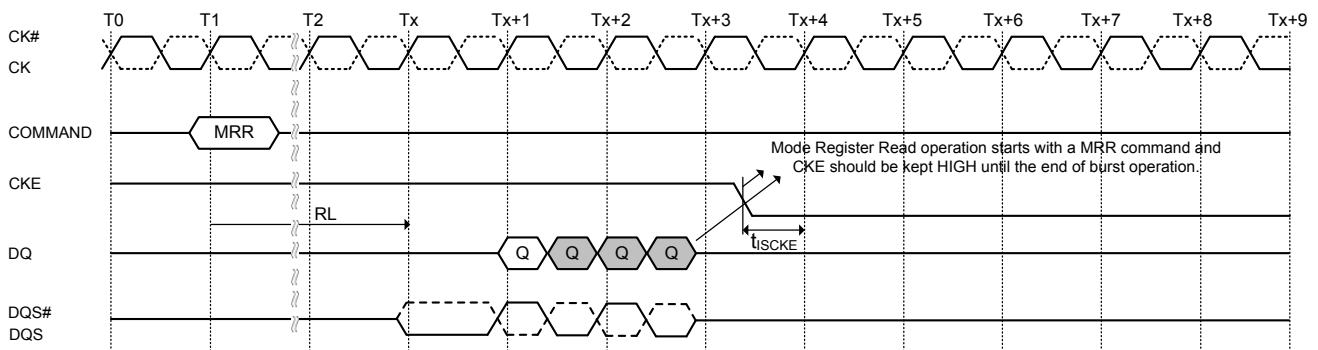 T0 T1 T2 Tx Tx+1 Tx+2 Tx+3 Tx+4 Tx+5 Tx+6 Tx+7 Tx+8 Tx+9
CK#
CK
COMMAND MRR
Mode Register Read operation starts with a MRR command and
CKE should be kept HIGH until the end of burst operation.
CKE
RL
tISCKE
DQ Q Q Q Q
DQS#
DQS